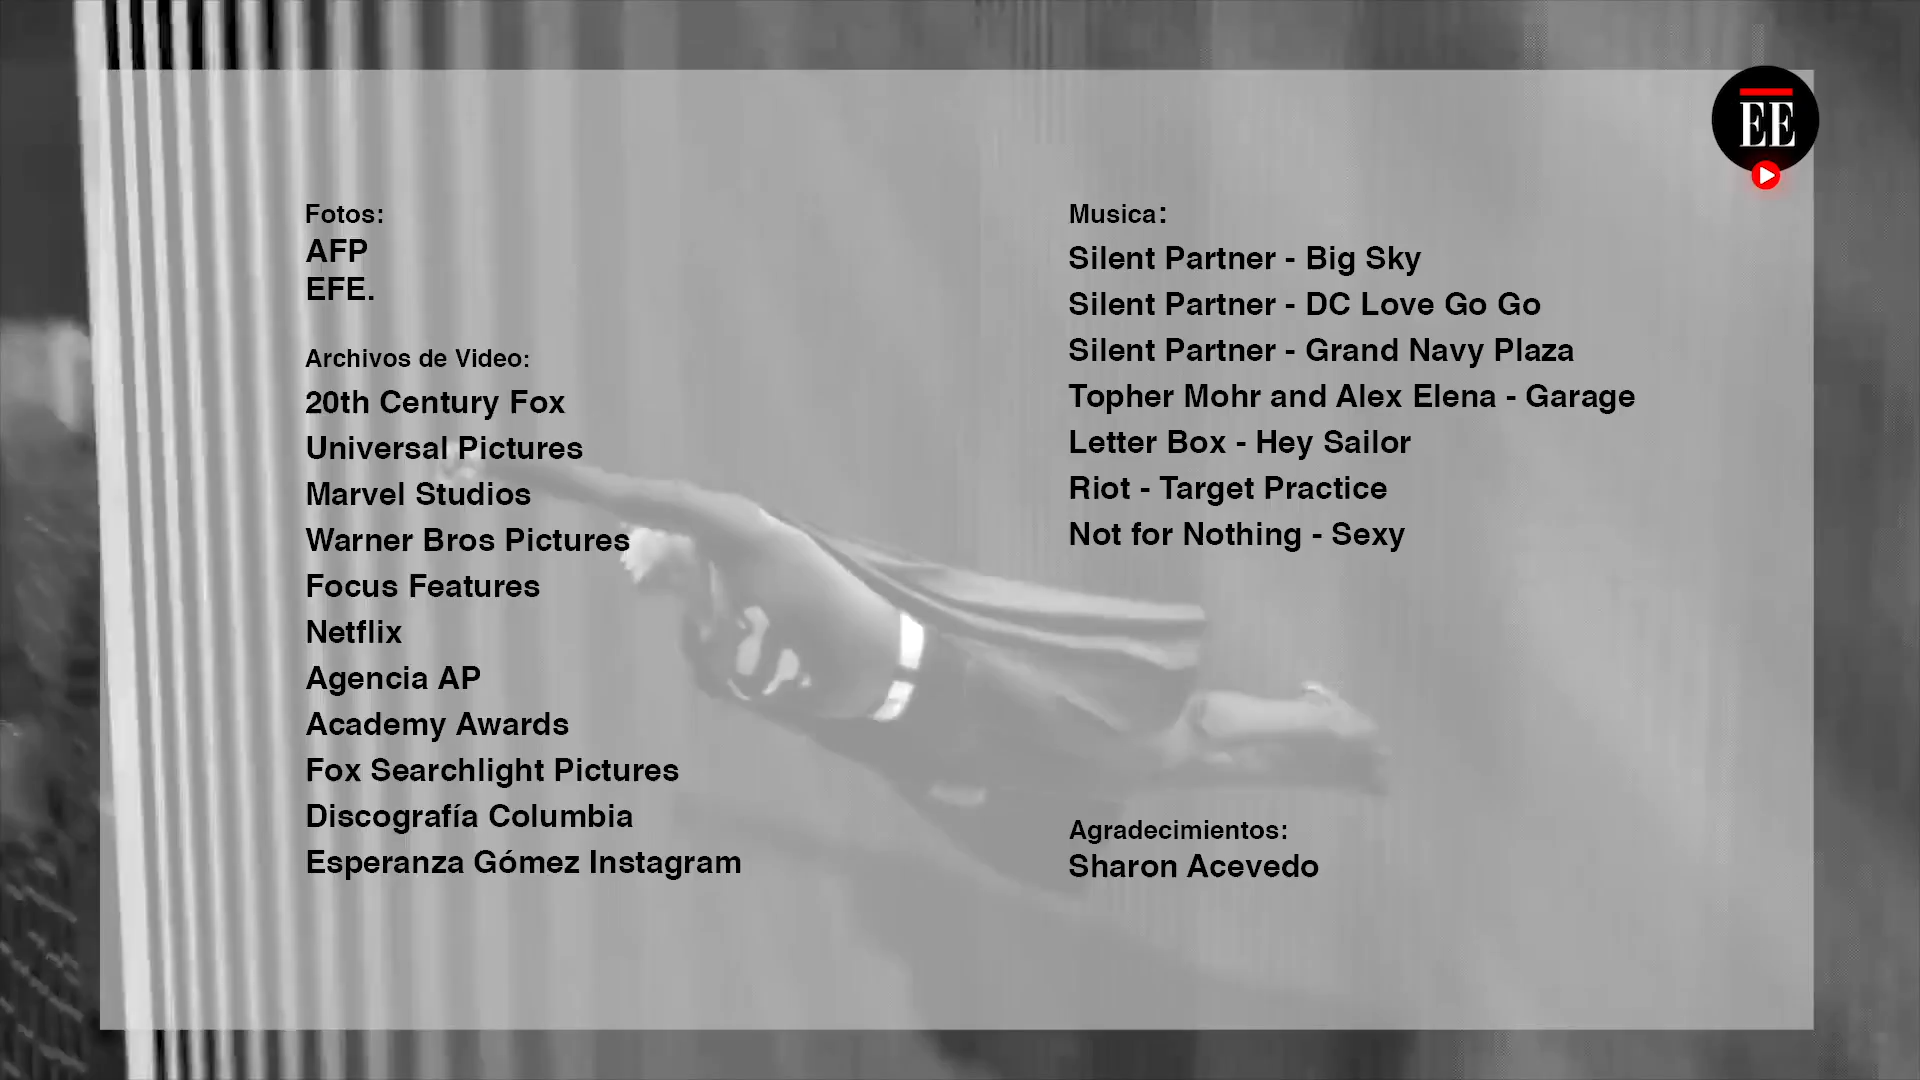 EE
Fotos:
AFP
EFE.
Archivos de Video:
20th Century Fox
Universal Pictures
Marvel Studios
Warner Bros Pictures
Focus Features
Netflix
Agencia AP
Academy Awards
Fox Searchlight Pictures
Discografía Columbia
Esperanza Gómez Instagram
Musica:
Silent Partner - Big Sky
Silent Partner - DC Love Go Go
Silent Partner - Grand Navy Plaza
Topher Mohr and Alex Elena - Garage
Letter Box - Hey Sailor
Riot - Target Practice
Not for Nothing - Sexy
Agradecimientos:
Sharon Acevedo